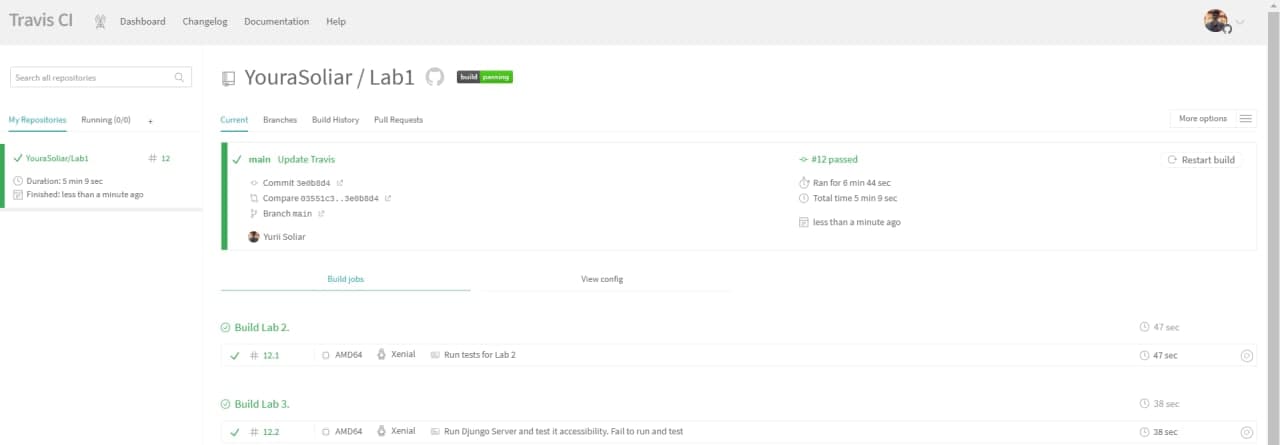 Travis CI
Dashboard
Changelog
Documentation
Help
Search all repositories
My Repositories
Running (0/0)
+
YouraSoliar/Lab1
# 12
Duration: 5 min 9 sec
Finished: less than a minute ago
YouraSoliar / Lab1
build passing
Current
Branches
Build History
Pull Requests
More options
main Update Travis
Commit 3e0b8d4
Compare 03551c3..3e0b8d4
Branch main
Yurii Soliar
#12 passed
Ran for 6 min 44 sec
Total time 5 min 9 sec
less than a minute ago
Restart build
Build jobs
View config
Build Lab 2.
47 sec
# 12.1
AMD64
Xenial
Run tests for Lab 2
47 sec
Build Lab 3.
38 sec
# 12.2
AMD64
Xenial
Run DJungo Server and test it accessibility. Fail to run and test
38 sec